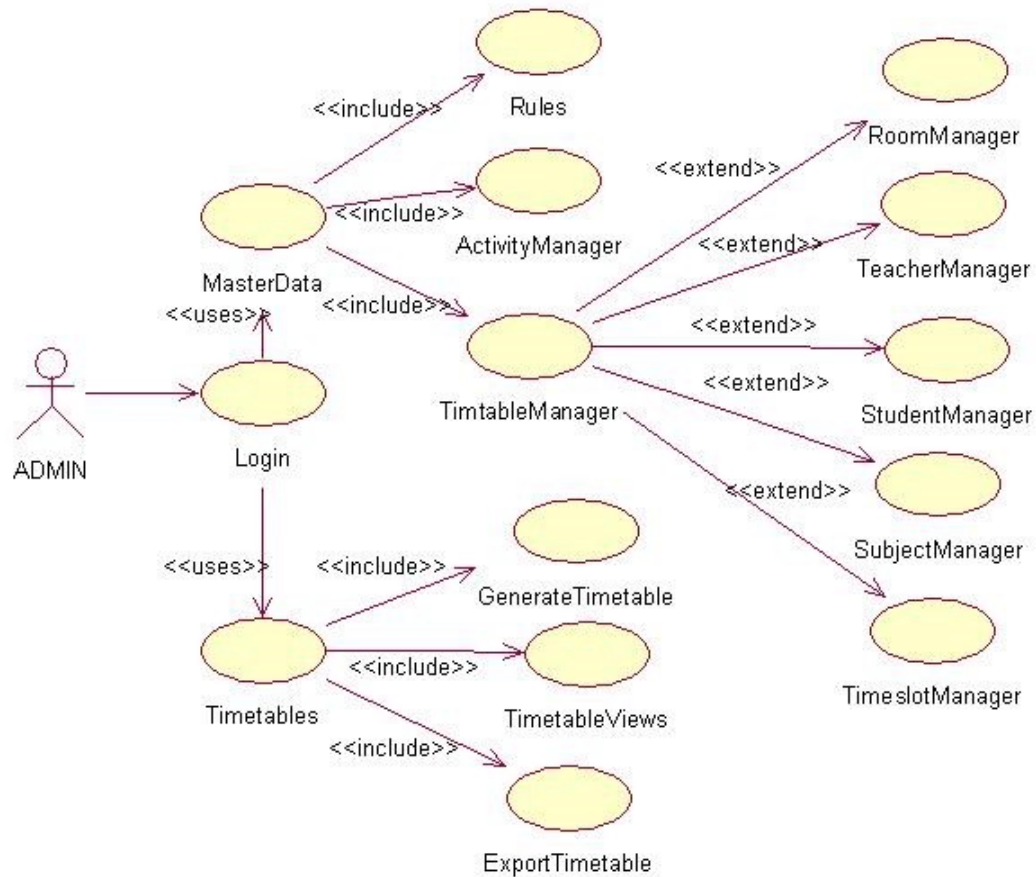 Rules
<<include>>
RoomManager
<<extend>>
<<include>>
ActivityManager
TeacherManager
<<extend>>
MasterData
<<include>>
<<uses>>
<<extend>>
TimtableManager
<<extend>>
StudentManager
ADMIN
Login
<<extend>>
SubjectManager
<<uses>>
<<include>>
GenerateTimetable
<<include>>
TimeslotManager
Timetables
TimetableViews
<<include>>
ExportTimetable